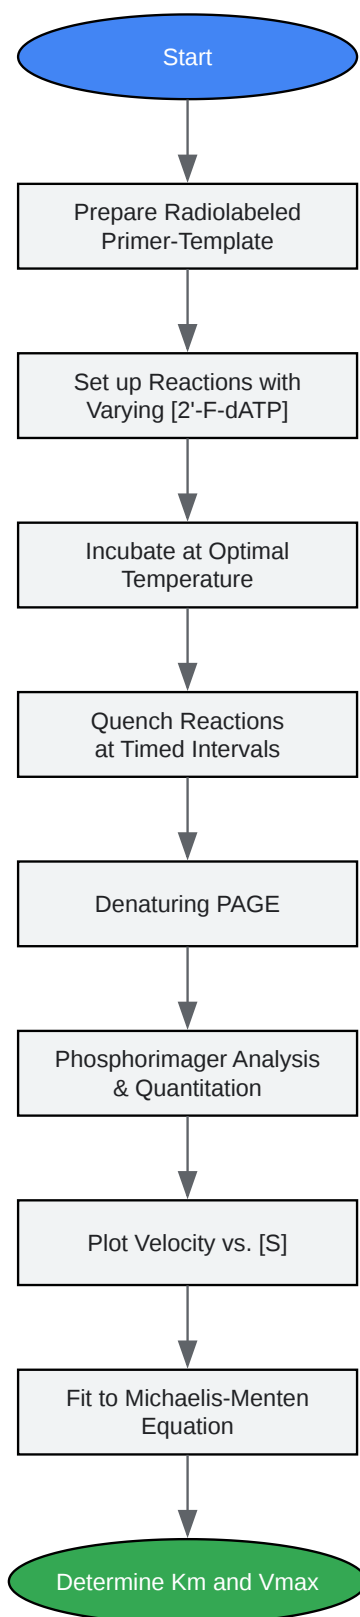 Start
Prepare Radiolabeled
Primer-Template
Set up Reactions with
Varying [2'-F-dATP]
Incubate at Optimal
Temperature
Quench Reactions
at Timed Intervals
Denaturing PAGE
Phosphorimager Analysis
& Quantitation
Plot Velocity vs. [S]
Fit to Michaelis-Menten
Equation
Determine Km and Vmax